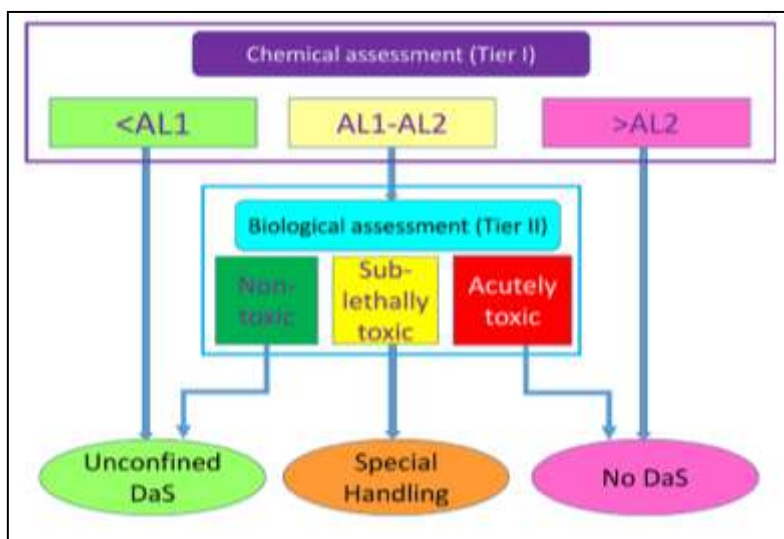 Chemical assessment (Tier I)
<AL1
AL1-AL2
>AL2
Biological assessment (Tier II)
Non-
toxic
Sub-
lethally
toxic
Acutely
toxic
Unconfined
DaS
Special
Handling
No DaS